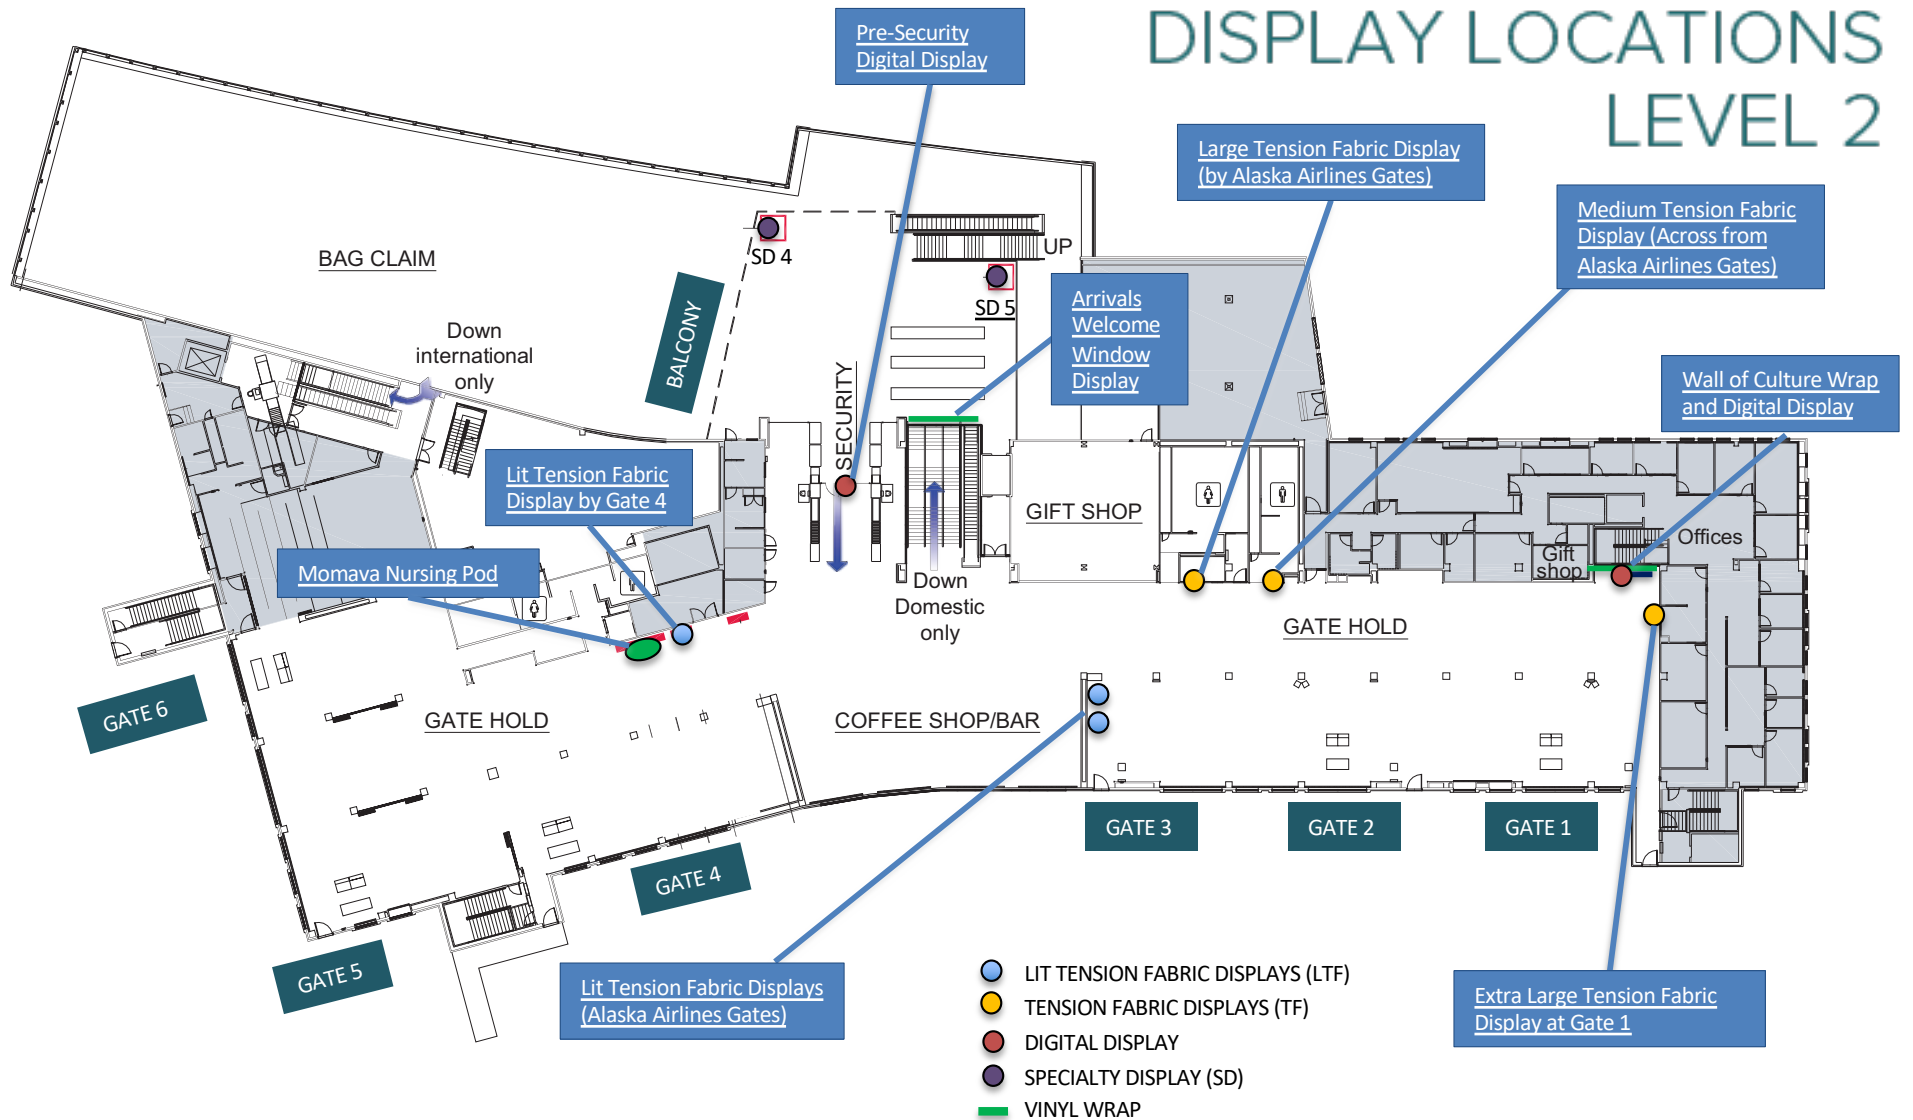 DISPLAY LOCATIONS
LEVEL 2
Pre-Security
Digital Display
Large Tension Fabric Display
(by Alaska Airlines Gates)
Medium Tension Fabric
Display (Across from
Alaska Airlines Gates)
BAG CLAIM
SD 4
UP
SD 5
BALCONY
Arrivals
Welcome
Window
Display
Down
international
only
Wall of Culture Wrap
and Digital Display
SECURITY
Lit Tension Fabric
Display by Gate 4
GIFT SHOP
Offices
Gift
shop
Momava Nursing Pod
Down
Domestic
only
GATE HOLD
GATE 6
GATE HOLD
COFFEE SHOP/BAR
GATE 3
GATE 2
GATE 1
GATE 4
GATE 5
Lit Tension Fabric Displays
(Alaska Airlines Gates)
Extra Large Tension Fabric
Display at Gate 1
LIT TENSION FABRIC DISPLAYS (LTF)
TENSION FABRIC DISPLAYS (TF)
DIGITAL DISPLAY
SPECIALTY DISPLAY (SD)
VINYL WRAP